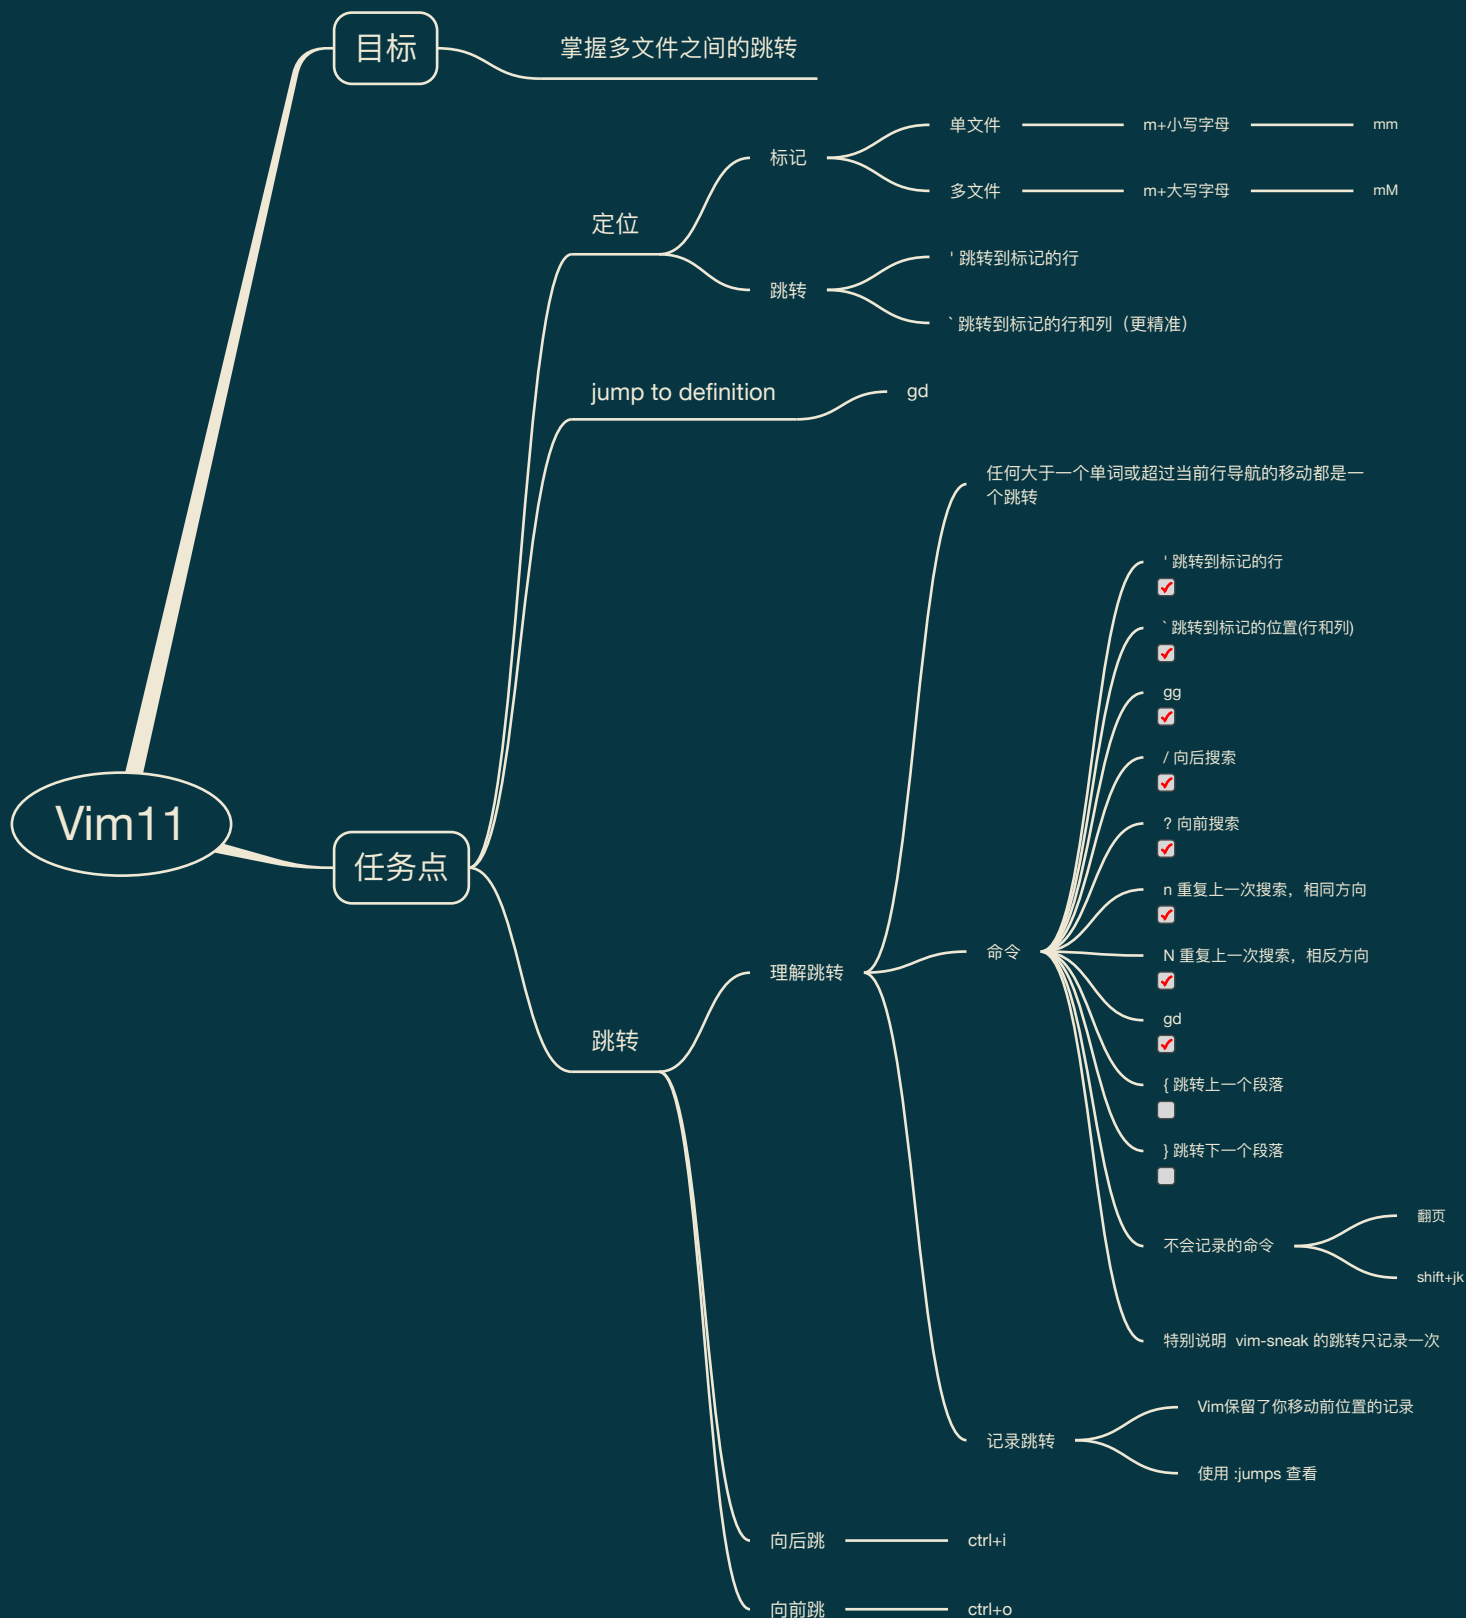 目标
掌握多文件之间的跳转
单文件
m+小写字母
mm
标记
多文件
m+大写字母
mM
定位
' 跳转到标记的行
跳转
` 跳转到标记的行和列（更精准）
jump to definition
gd
任何大于一个单词或超过当前行导航的移动都是一
个跳转
' 跳转到标记的行
` 跳转到标记的位置(行和列)
gg
/ 向后搜索
Vim11
? 向前搜索
任务点
n 重复上一次搜索，相同方向
命令
N 重复上一次搜索，相反方向
理解跳转
gd
跳转
{ 跳转上一个段落
} 跳转下一个段落
翻页
不会记录的命令
shift+jk
特别说明 vim-sneak 的跳转只记录一次
Vim保留了你移动前位置的记录
记录跳转
使用 :jumps 查看
向后跳
ctrl+i
向前跳
ctrl+o